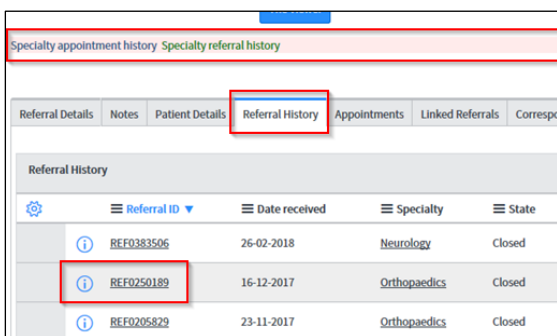 Specialty appointment history Specialty referral history
Referral Details Notes Patient Details Referral History Appointments Linked Referrals
Referral History
Referral ID Date received Specialty State
REF0383506 26-02-2018 Neurology Closed
REF0250189 16-12-2017 Orthopaedics Closed
REF0205829 23-11-2017 Orthopaedics Closed